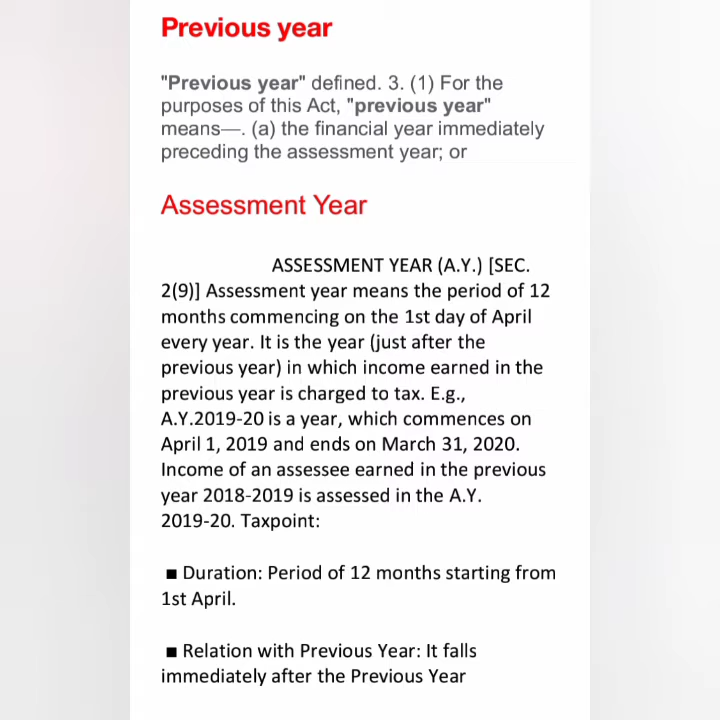 Previous year
"Previous year" defined. 3. (1) For the
purposes of this Act, "previous year"
means—. (a) the financial year immediately
preceding the assessment year; or
Assessment Year
ASSESSMENT YEAR (A.Y.) [SEC.
2(9)] Assessment year means the period of 12
months commencing on the 1st day of April
every year. It is the year (just after the
previous year) in which income earned in the
previous year is charged to tax. E.g.,
A.Y.2019-20 is a year, which commences on
April 1, 2019 and ends on March 31, 2020.
Income of an assessee earned in the previous
year 2018-2019 is assessed in the A.Y.
2019-20. Taxpoint:
■ Duration: Period of 12 months starting from
1st April.
■ Relation with Previous Year: It falls
immediately after the Previous Year